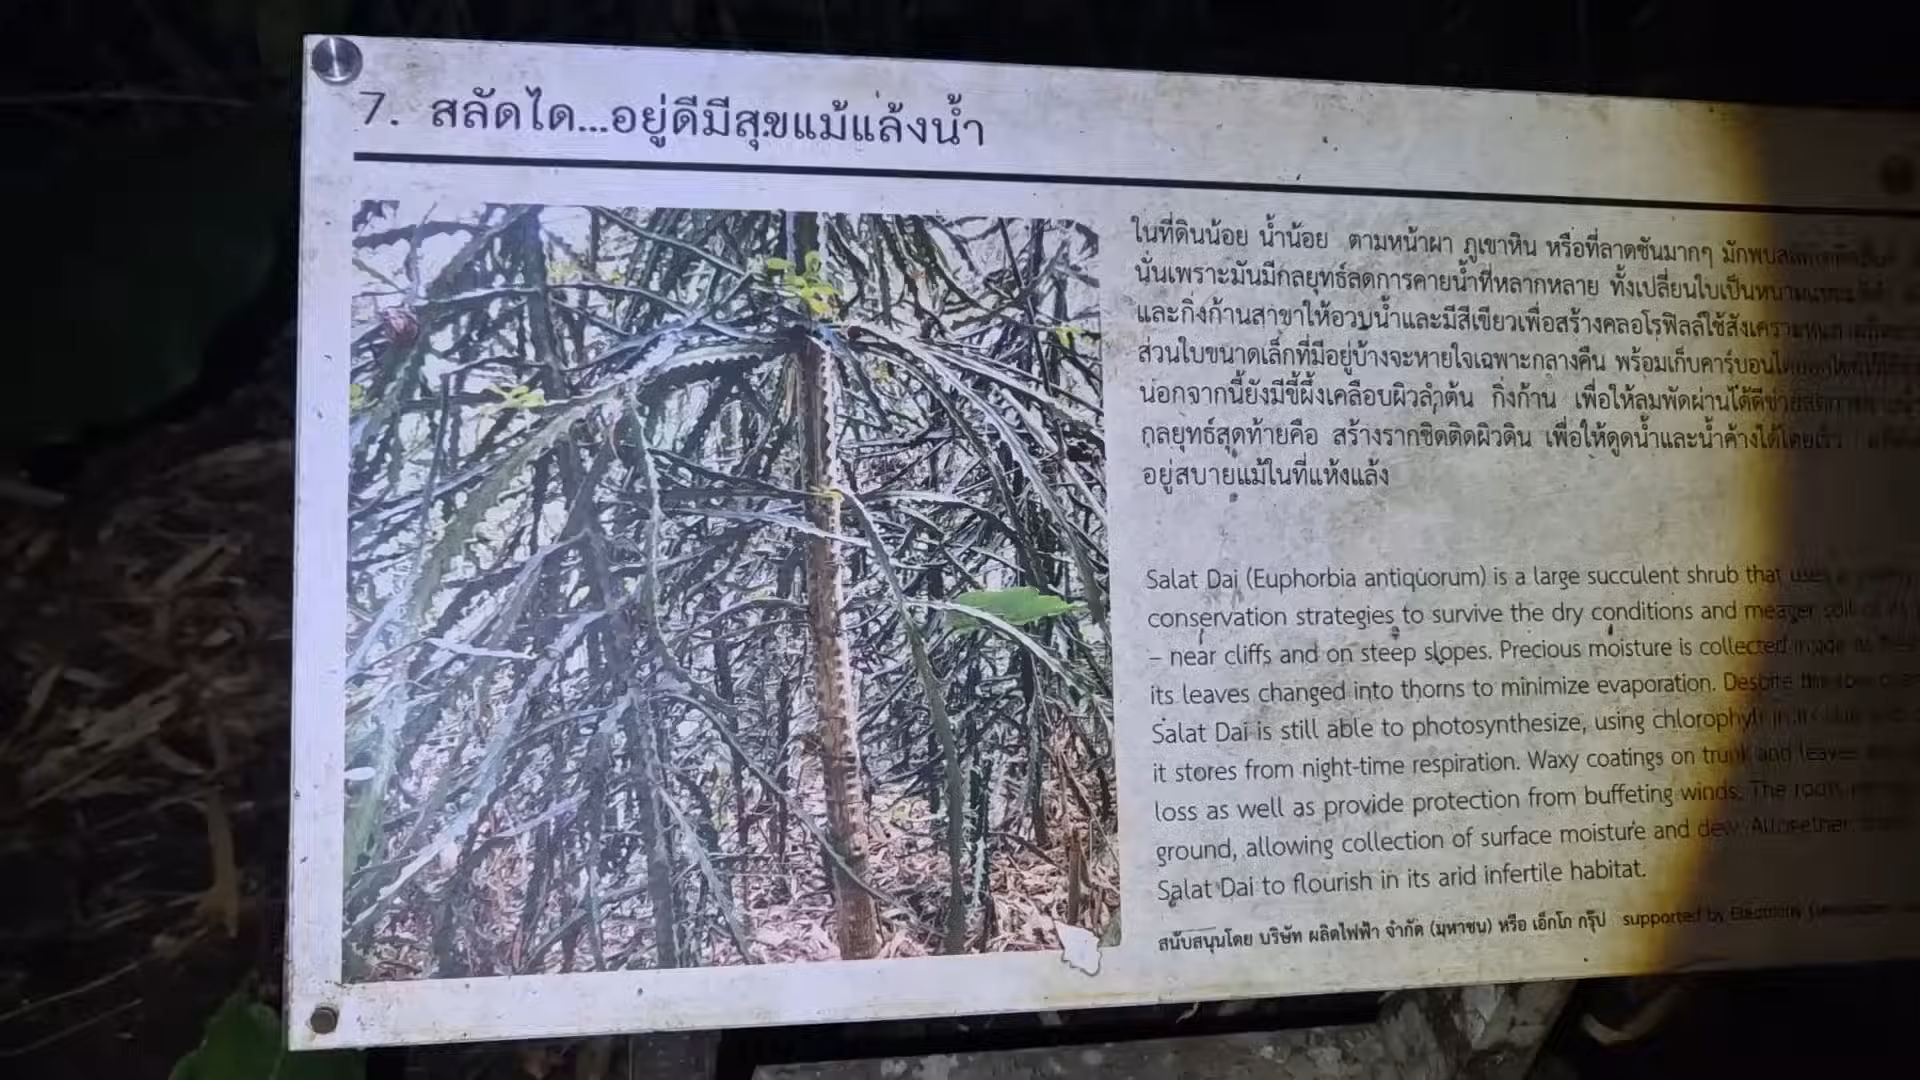 7. สลัดได...อยู่ดีมีสุขแม้แล้งน้ำ
ในที่ดินน้อย น้ำน้อย ตามหน้าผา ภูเขาหิน หรือที่ลาดชันมากๆ มักพบ
นั่นเพราะมันมีกลยุทธ์ลดการคายน้ำที่หลากหลาย ทั้งเปลี่ยนใบเป็นหนาม
และกิ่งก้านสาขาให้อวบน้ำและมีสีเขียวเพื่อสร้างคลอโรฟิลล์ใช้สังเคราะห์
ส่วนใบขนาดเล็กที่มีอยู่บ้างจะหายใจเฉพาะกลางคืน พร้อมเก็บคาร์บอน
นอกจากนี้ยังมีขี้ผึ้งเคลือบผิวลำต้น กิ่งก้าน เพื่อให้ลมพัดผ่านได้ดี
กลยุทธ์สุดท้ายคือ สร้างรากชิดติดผิวดิน เพื่อให้ดูดน้ำและน้ำค้างได้โดยเร็ว
อยู่สบายแม้ในที่แห้งแล้ง
Salat Dai (Euphorbia antiquorum) is a large succulent shrub that uses
conservation strategies to survive the dry conditions and meager soil of
– near cliffs and on steep slopes. Precious moisture is collected inside
its leaves changed into thorns to minimize evaporation. Despite
Salat Dai is still able to photosynthesize, using chlorophyll in
it stores from night-time respiration. Waxy coatings on trunk and leaves
loss as well as provide protection from buffeting winds. The roots
ground, allowing collection of surface moisture and dew. Altogether
Salat Dai to flourish in its arid infertile habitat.
สนับสนุนโดย บริษัท ผลิตไฟฟ้า จำกัด (มหาชน) หรือ เอ็กโก กรุ๊ป supported by Electricity